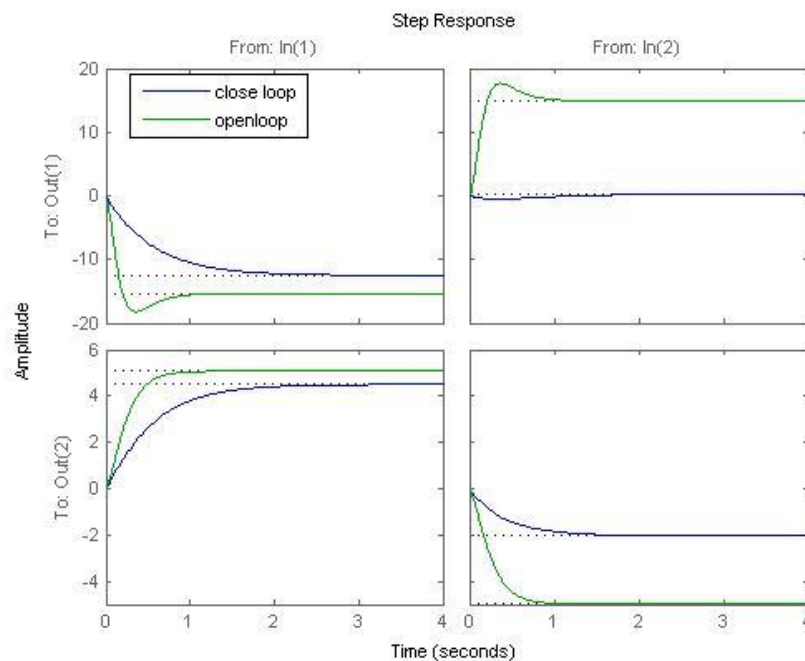 Step Response
From: In(1)
From: In(2)
close loop
openloop
To: Out(1)
20
10
0
-10
-20
To: Out(2)
6
4
2
0
-2
-4
Amplitude
0 1 2 3 4
0 1 2 3 4
Time (seconds)